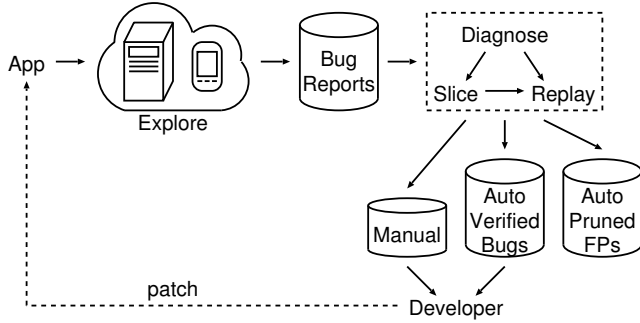 App
Explore
Bug
Reports
Diagnose
Slice
Replay
Manual
Auto
Verified
Bugs
Auto
Pruned
FPs
patch
Developer